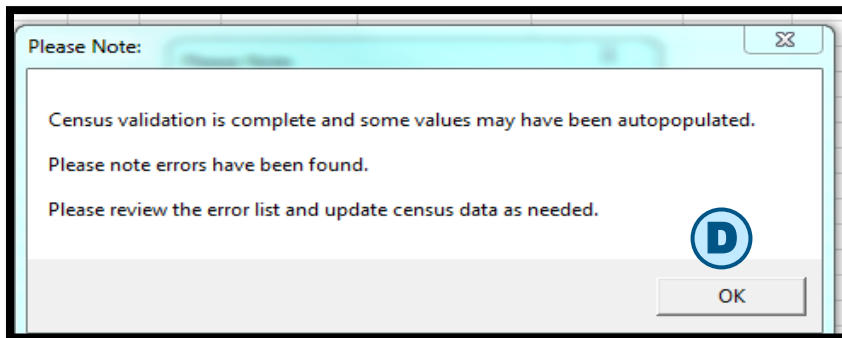 Please Note:
Census validation is complete and some values may have been autopopulated.
Please note errors have been found.
Please review the error list and update census data as needed.
D
OK